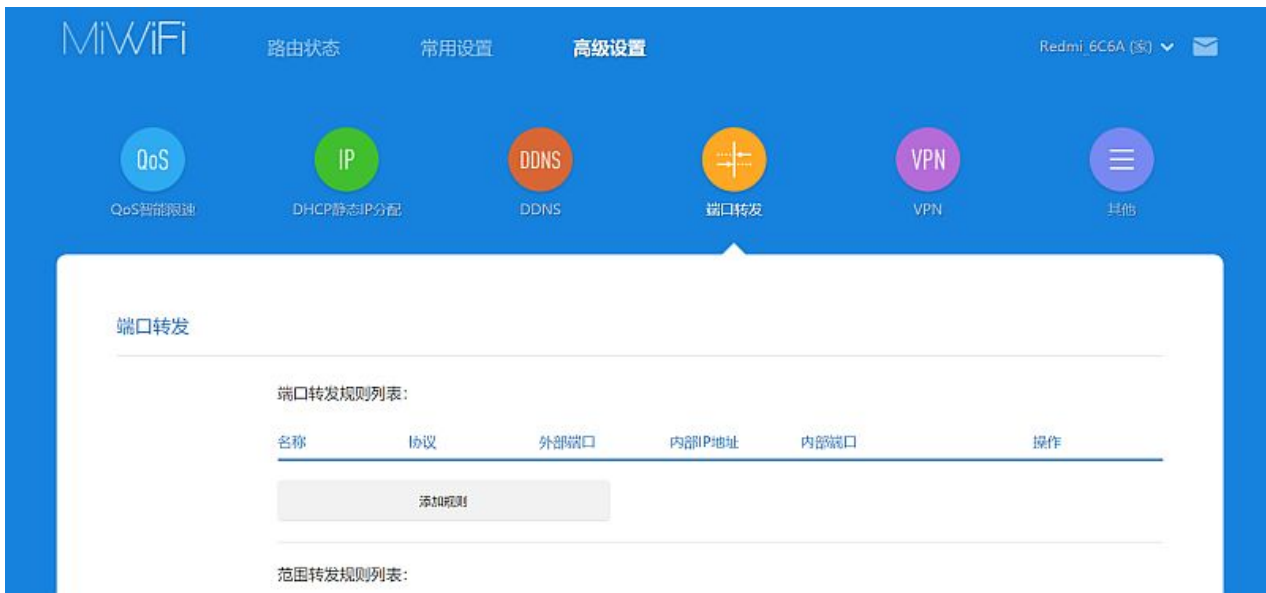 MiWiFi 路由状态 常用设置 高级设置 Redmi_6C6A (家)
QoS IP DDNS VPN
QoS智能限速 DHCP静态IP分配 DDNS 端口转发 VPN 其他
端口转发
端口转发规则列表:
名称 协议 外部端口 内部IP地址 内部端口 操作
添加规则
范围转发规则列表: